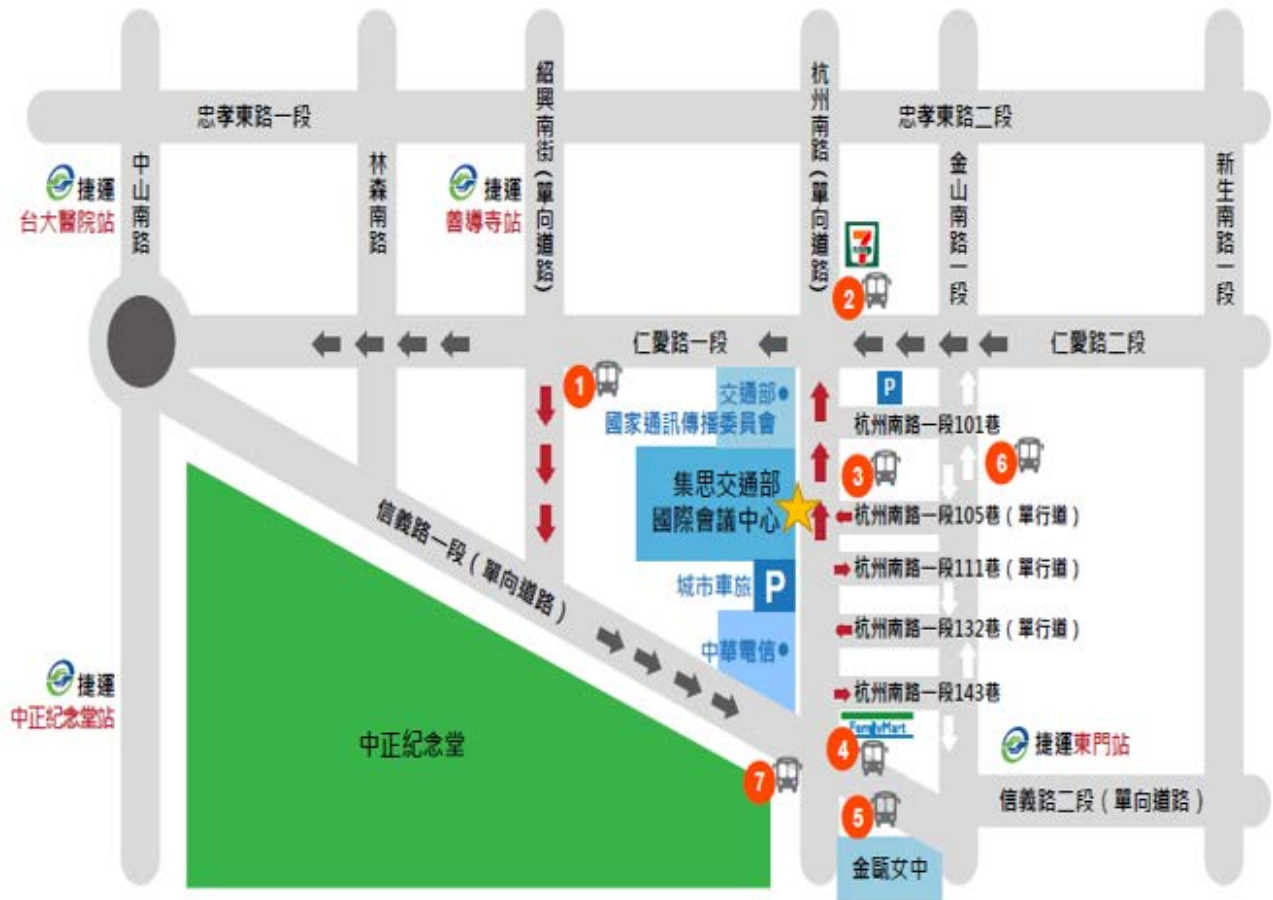 忠孝東路一段
忠孝東路二段
中山南路
林森南路
紹興南街(單向道路)
杭州南路(單向道路)
金山南路一段
新生南路一段
捷運
台大醫院站
捷運
善導寺站
7
2
仁愛路一段
仁愛路二段
1
交通部
國家通訊傳播委員會
P
杭州南路一段101巷
集思交通部
國際會議中心
3
6
杭州南路一段105巷(單行道)
信義路一段(單向道路)
城市車旅
P
杭州南路一段111巷(單行道)
中華電信
杭州南路一段132巷(單行道)
捷運
中正紀念堂站
杭州南路一段143巷
FamilyMart
中正紀念堂
4
捷運東門站
7
5
信義路二段(單向道路)
金甌女中